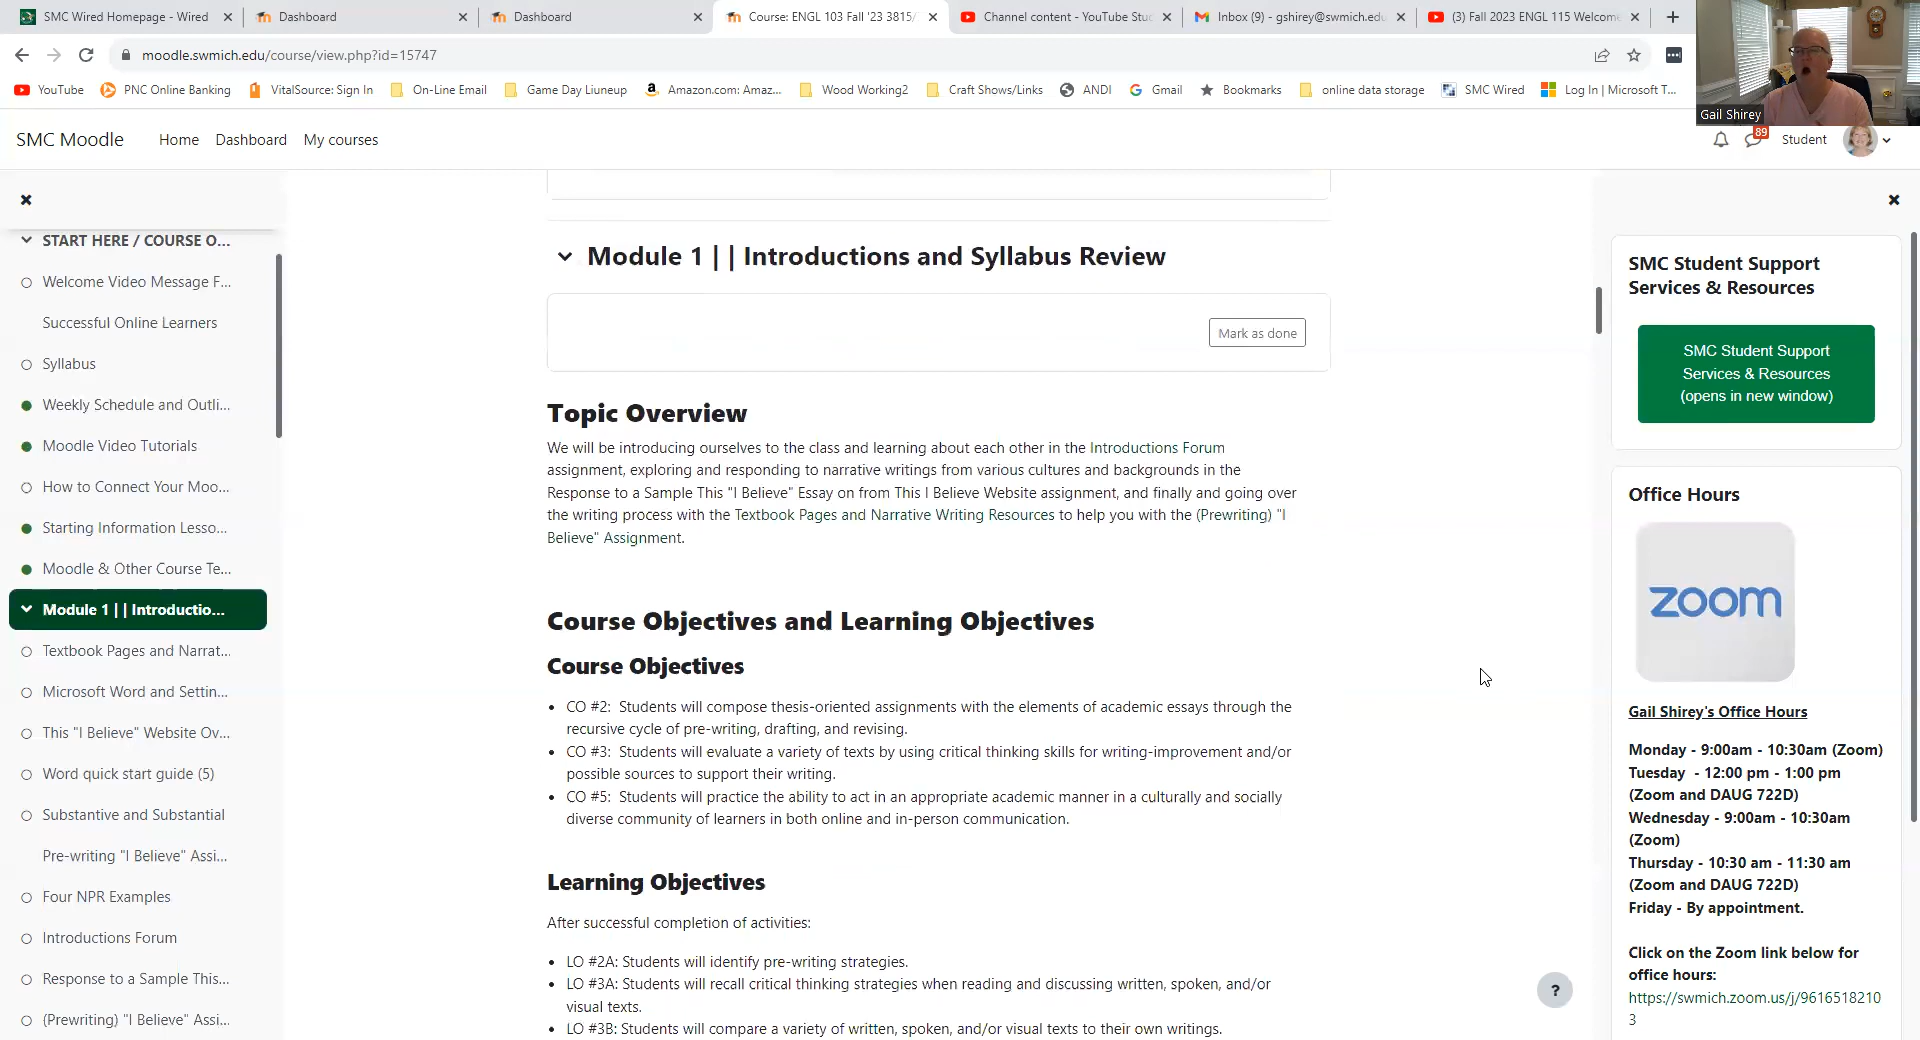 SMC Wired Homepage - Wired
Dashboard
Dashboard
Course: ENGL 103 Fall '23 3815/
Channel content - YouTube Stu
Inbox (9) - gshirey@swmich.edu
(3) Fall 2023 ENGL 115 Welcome
moodle.swmich.edu/course/view.php?id=15747
YouTube
PNC Online Banking
VitalSource: Sign In
On-Line Email
Game Day Liuneup
Amazon.com: Amaz...
Wood Working2
Craft Shows/Links
ANDI
Gmail
Bookmarks
online data storage
SMC Wired
Log In | Microsoft T...
Gail Shirey
SMC Moodle
Home
Dashboard
My courses
89
Student
START HERE / COURSE O...
Welcome Video Message F...
Successful Online Learners
Syllabus
Weekly Schedule and Outli...
Moodle Video Tutorials
How to Connect Your Moo...
Starting Information Lesso...
Moodle & Other Course Te...
Module 1 | | Introductio...
Textbook Pages and Narrat...
Microsoft Word and Settin...
This "I Believe" Website Ov...
Word quick start guide (5)
Substantive and Substantial
Pre-writing "I Believe" Assi...
Four NPR Examples
Introductions Forum
Response to a Sample This...
(Prewriting) "I Believe" Assi...
Module 1 | | Introductions and Syllabus Review
Mark as done
Topic Overview
We will be introducing ourselves to the class and learning about each other in the Introductions Forum
assignment, exploring and responding to narrative writings from various cultures and backgrounds in the
Response to a Sample This "I Believe" Essay on from This I Believe Website assignment, and finally and going over
the writing process with the Textbook Pages and Narrative Writing Resources to help you with the (Prewriting) "I
Believe" Assignment.
Course Objectives and Learning Objectives
Course Objectives
• CO #2: Students will compose thesis-oriented assignments with the elements of academic essays through the
recursive cycle of pre-writing, drafting, and revising.
• CO #3: Students will evaluate a variety of texts by using critical thinking skills for writing-improvement and/or
possible sources to support their writing.
• CO #5: Students will practice the ability to act in an appropriate academic manner in a culturally and socially
diverse community of learners in both online and in-person communication.
Learning Objectives
After successful completion of activities:
• LO #2A: Students will identify pre-writing strategies.
• LO #3A: Students will recall critical thinking strategies when reading and discussing written, spoken, and/or
visual texts.
• LO #3B: Students will compare a variety of written, spoken, and/or visual texts to their own writings.
SMC Student Support
Services & Resources
SMC Student Support
Services & Resources
(opens in new window)
Office Hours
zoom
Gail Shirey's Office Hours
Monday - 9:00am - 10:30am (Zoom)
Tuesday - 12:00 pm - 1:00 pm
(Zoom and DAUG 722D)
Wednesday - 9:00am - 10:30am
(Zoom)
Thursday - 10:30 am - 11:30 am
(Zoom and DAUG 722D)
Friday - By appointment.
Click on the Zoom link below for
office hours:
https://swmich.zoom.us/j/9616518210
3
?